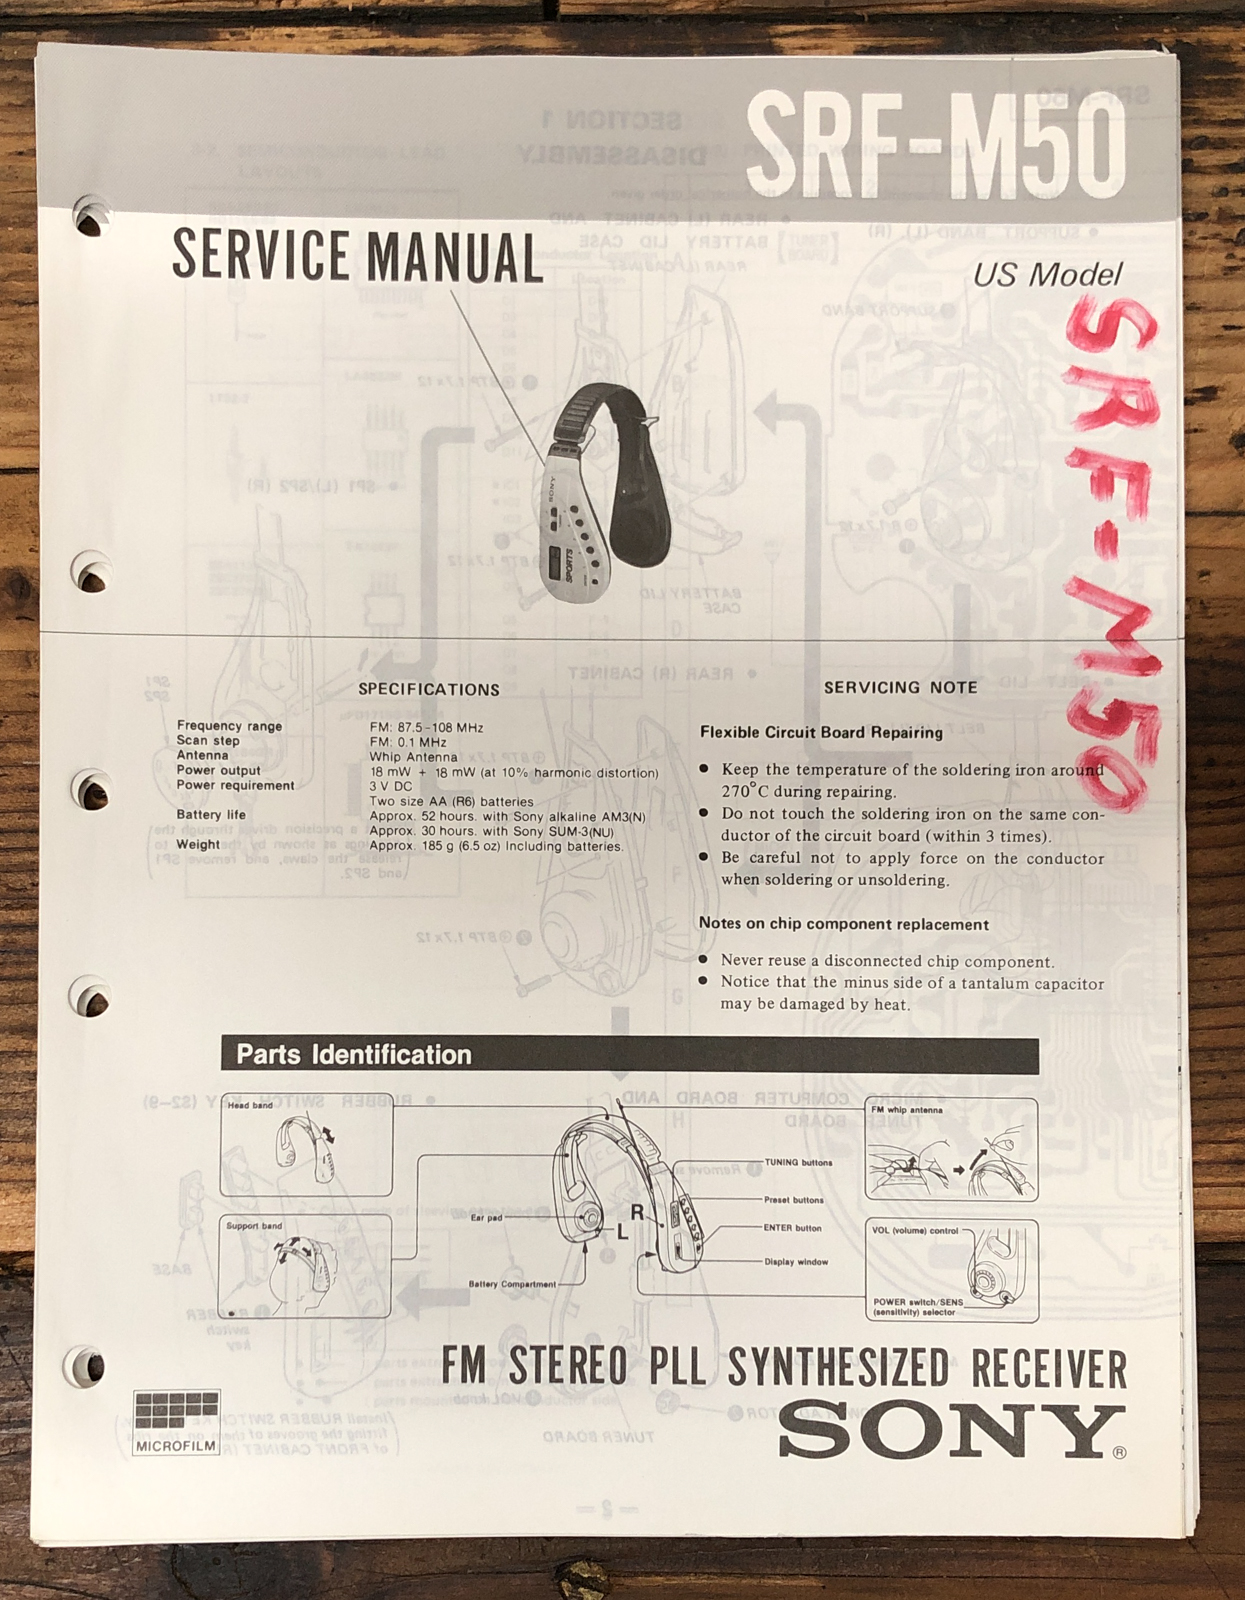 SRF-M50
SERVICE MANUAL
US Model
SRF-M50
SONY
SPORTS
SPECIFICATIONS
Frequency range FM: 87.5-108 MHz
Scan step FM: 0.1 MHz
Antenna Whip Antenna
Power output 18 mW + 18 mW (at 10% harmonic distortion)
Power requirement 3 V DC
Two size AA (R6) batteries
Battery life Approx. 52 hours. with Sony alkaline AM3(N)
Approx. 30 hours. with Sony SUM-3(NU)
Weight Approx. 185 g (6.5 oz) Including batteries.
SERVICING NOTE
Flexible Circuit Board Repairing
● Keep the temperature of the soldering iron around
270°C during repairing.
● Do not touch the soldering iron on the same con-
ductor of the circuit board (within 3 times).
● Be careful not to apply force on the conductor
when soldering or unsoldering.
Notes on chip component replacement
● Never reuse a disconnected chip component.
● Notice that the minus side of a tantalum capacitor
may be damaged by heat.
Parts Identification
Head band
Support band
Ear pad
Battery Compartment
R
L
TUNING buttons
Preset buttons
ENTER button
Display window
FM whip antenna
VOL (volume) control
POWER switch/SENS
(sensitivity) selector
FM STEREO PLL SYNTHESIZED RECEIVER
SONY®
MICROFILM